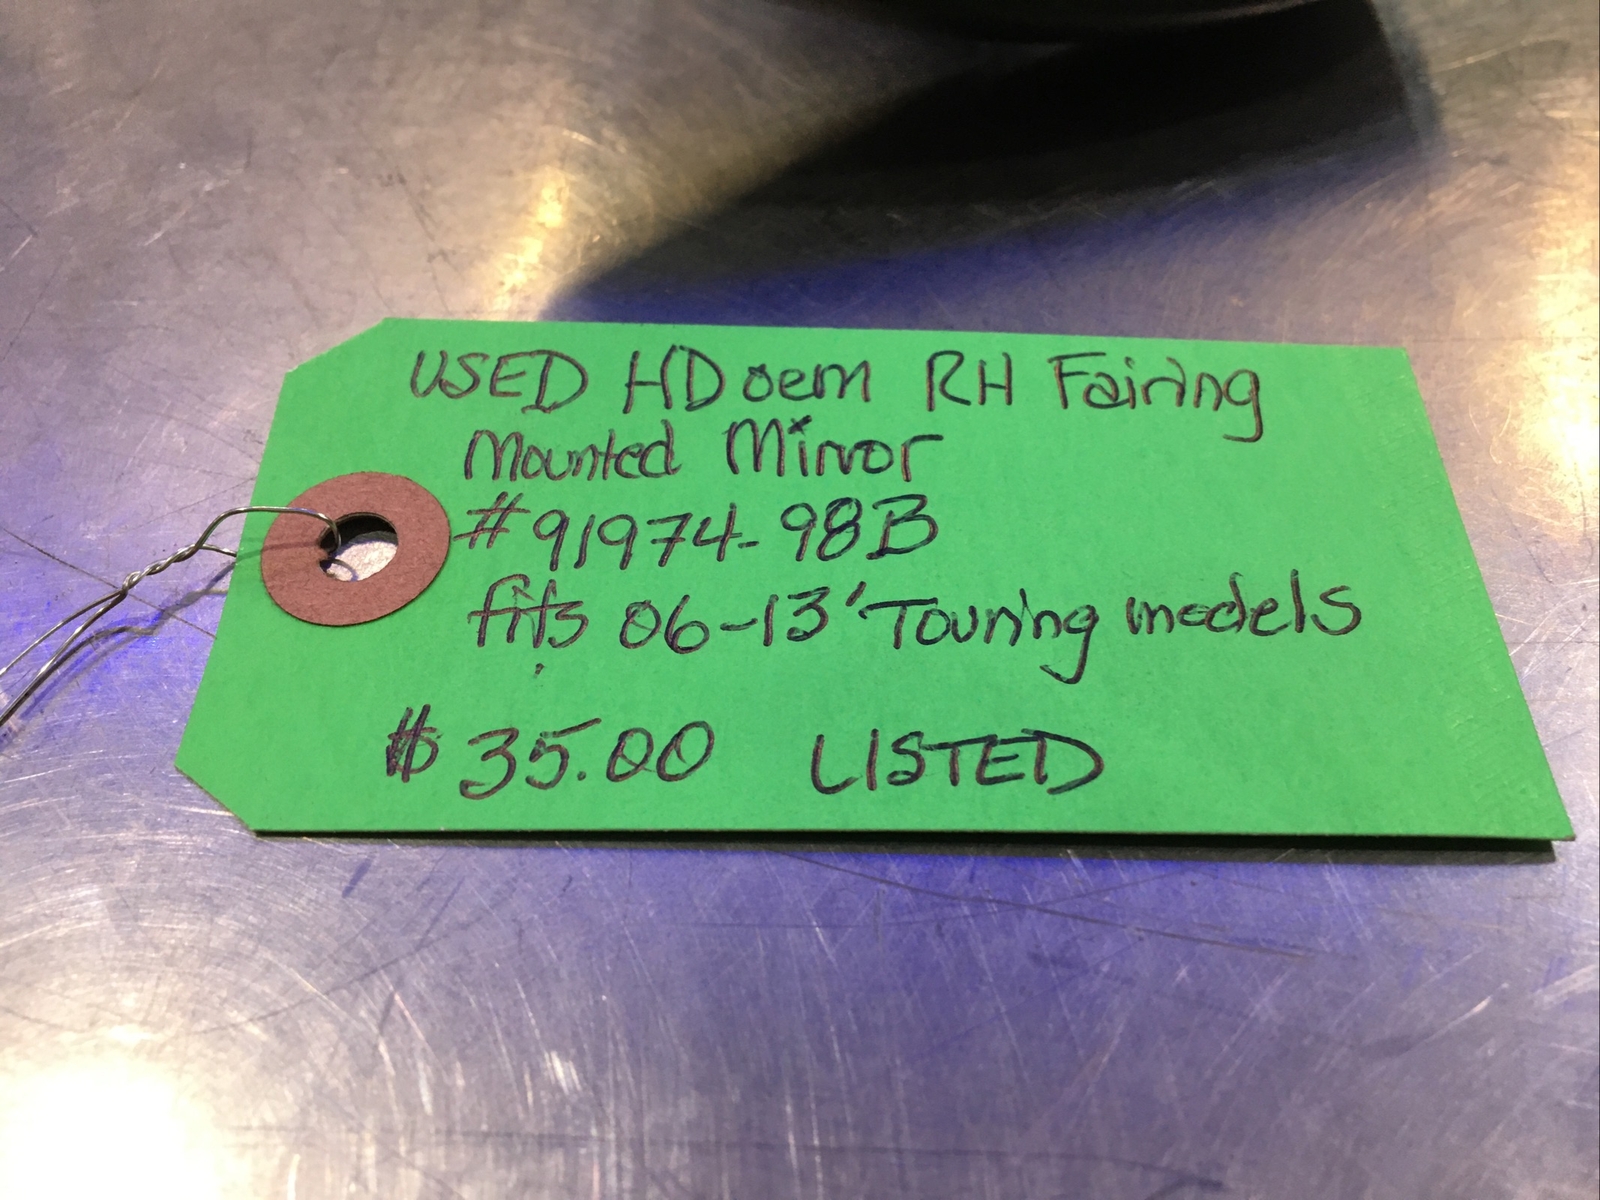 USED HD oem RH Fairing
Mounted Mirror
#91974-98B
fits 06-13' Touring models
$35.00 LISTED